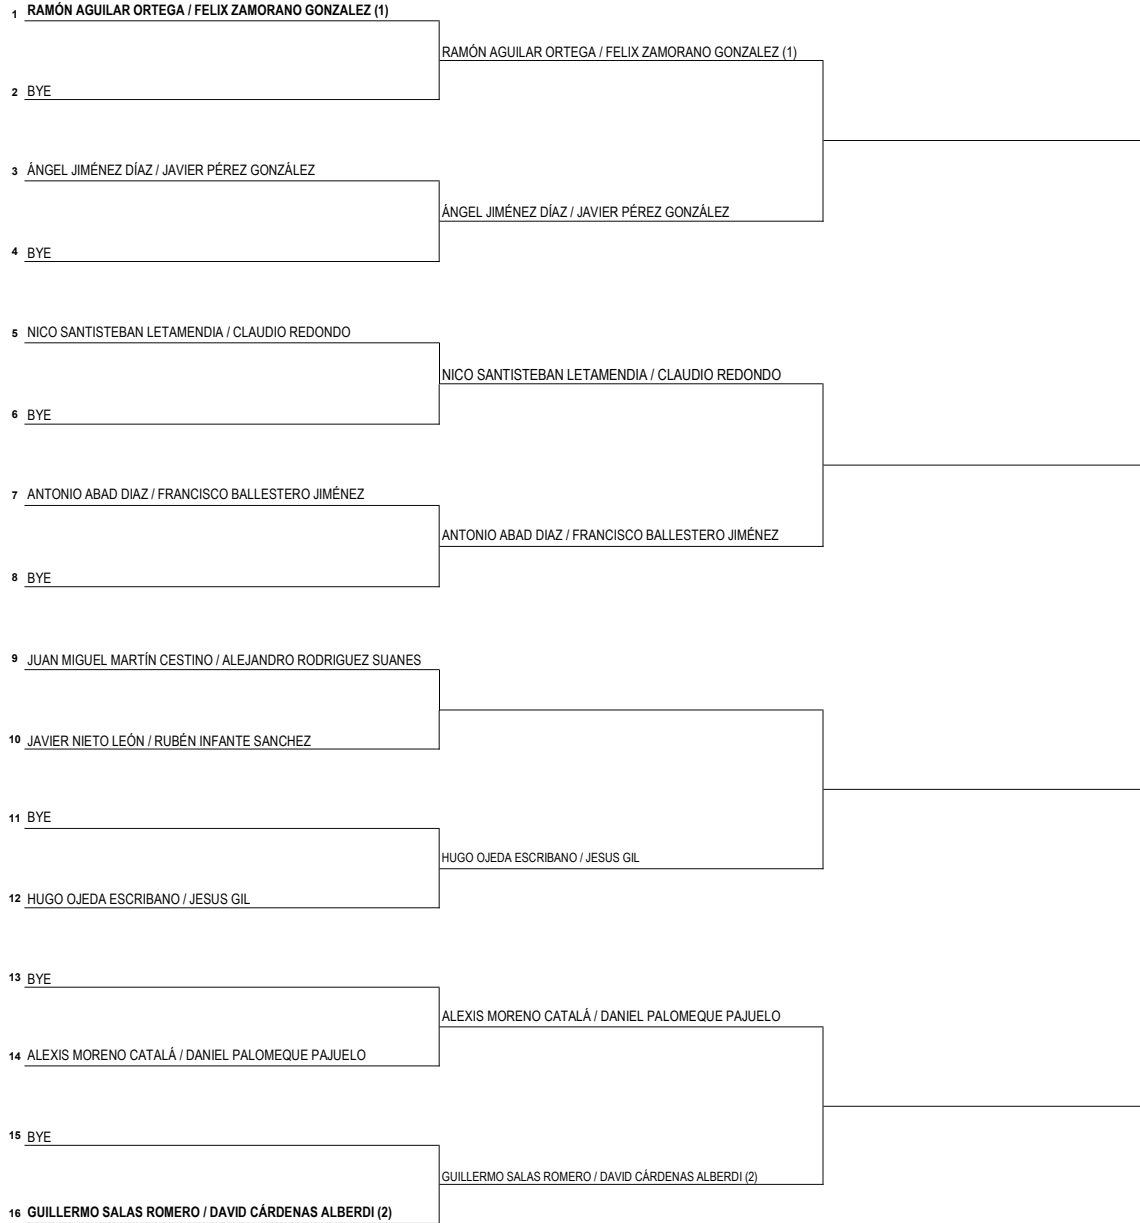 1 RAMÓN AGUILAR ORTEGA / FELIX ZAMORANO GONZALEZ (1)
RAMÓN AGUILAR ORTEGA / FELIX ZAMORANO GONZALEZ (1)
2 BYE
3 ÁNGEL JIMÉNEZ DÍAZ / JAVIER PÉREZ GONZÁLEZ
ÁNGEL JIMÉNEZ DÍAZ / JAVIER PÉREZ GONZÁLEZ
4 BYE
5 NICO SANTISTEBAN LETAMENDIA / CLAUDIO REDONDO
NICO SANTISTEBAN LETAMENDIA / CLAUDIO REDONDO
6 BYE
7 ANTONIO ABAD DIAZ / FRANCISCO BALLESTERO JIMÉNEZ
ANTONIO ABAD DIAZ / FRANCISCO BALLESTERO JIMÉNEZ
8 BYE
9 JUAN MIGUEL MARTÍN CESTINO / ALEJANDRO RODRIGUEZ SUANES
10 JAVIER NIETO LEÓN / RUBÉN INFANTE SANCHEZ
11 BYE
HUGO OJEDA ESCRIBANO / JESUS GIL
12 HUGO OJEDA ESCRIBANO / JESUS GIL
13 BYE
ALEXIS MORENO CATALÁ / DANIEL PALOMEQUE PAJUELO
14 ALEXIS MORENO CATALÁ / DANIEL PALOMEQUE PAJUELO
15 BYE
GUILLERMO SALAS ROMERO / DAVID CÁRDENAS ALBERDI (2)
16 GUILLERMO SALAS ROMERO / DAVID CÁRDENAS ALBERDI (2)